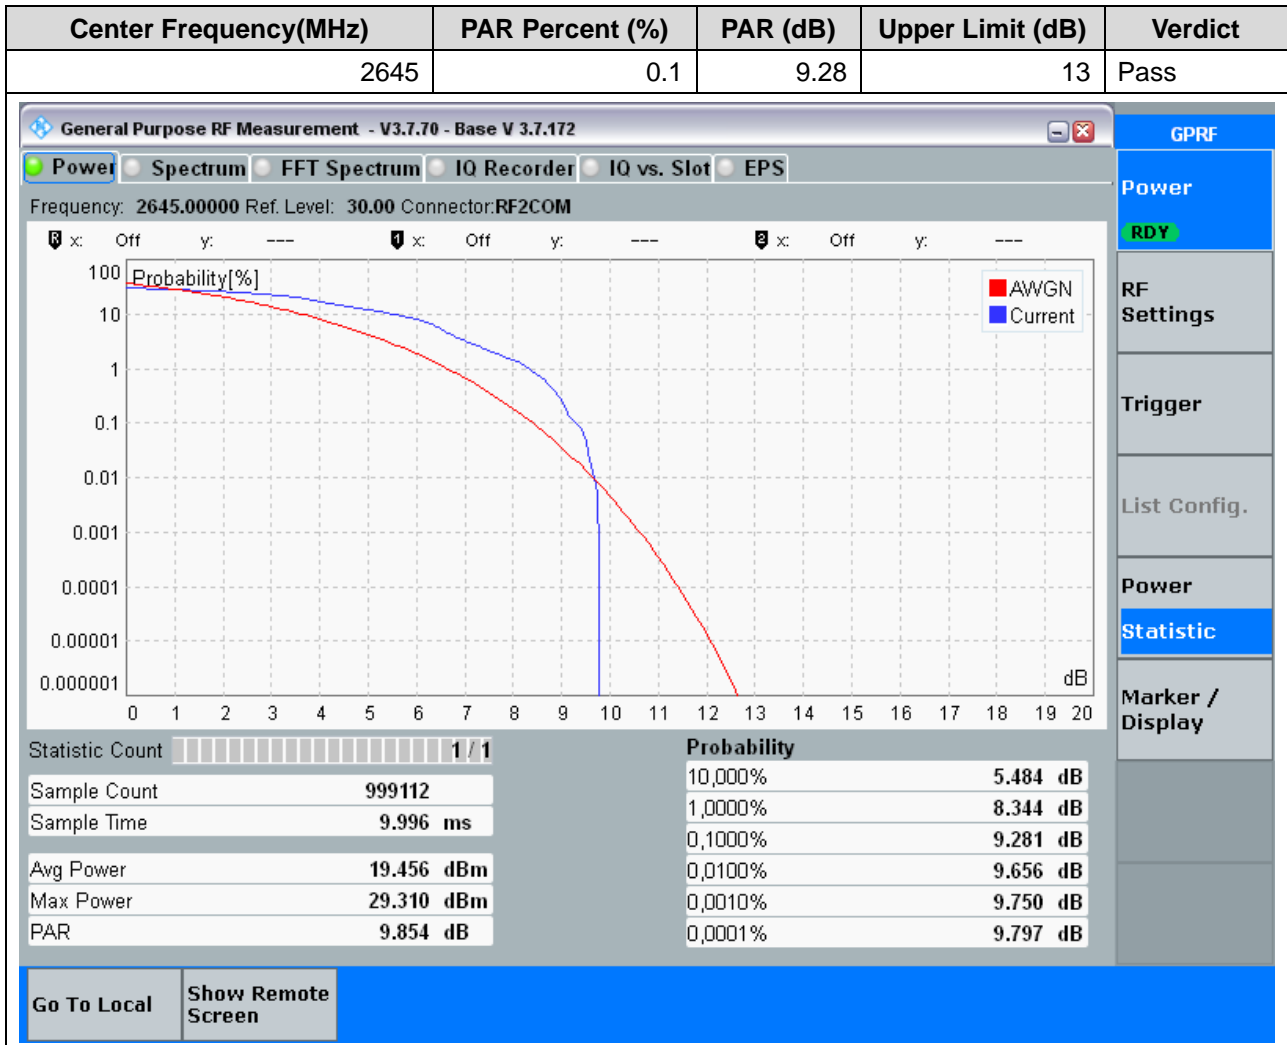 Center Frequency(MHz) PAR Percent (%) PAR (dB) Upper Limit (dB) Verdict
2645 0.1 9.28 13 Pass
General Purpose RF Measurement - V3.7.70 - Base V 3.7.172
GPRF
Power Spectrum FFT Spectrum IQ Recorder IQ vs. Slot EPS
Frequency: 2645.00000 Ref. Level: 30.00 Connector:RF2COM
Power
RDY
R x: Off y: --- 1 x: Off y: --- 2 x: Off y: ---
100 Probability[%]
AWGN
Current
10
1
0.1
0.01
0.001
0.0001
0.00001
0.000001
dB
0 1 2 3 4 5 6 7 8 9 10 11 12 13 14 15 16 17 18 19 20
RF
Settings
Trigger
List Config.
Power
Statistic
Marker /
Display
Statistic Count 1 / 1
Sample Count 999112
Sample Time 9.996 ms
Avg Power 19.456 dBm
Max Power 29.310 dBm
PAR 9.854 dB
Probability
10,000% 5.484 dB
1,0000% 8.344 dB
0,1000% 9.281 dB
0,0100% 9.656 dB
0,0010% 9.750 dB
0,0001% 9.797 dB
Go To Local
Show Remote
Screen